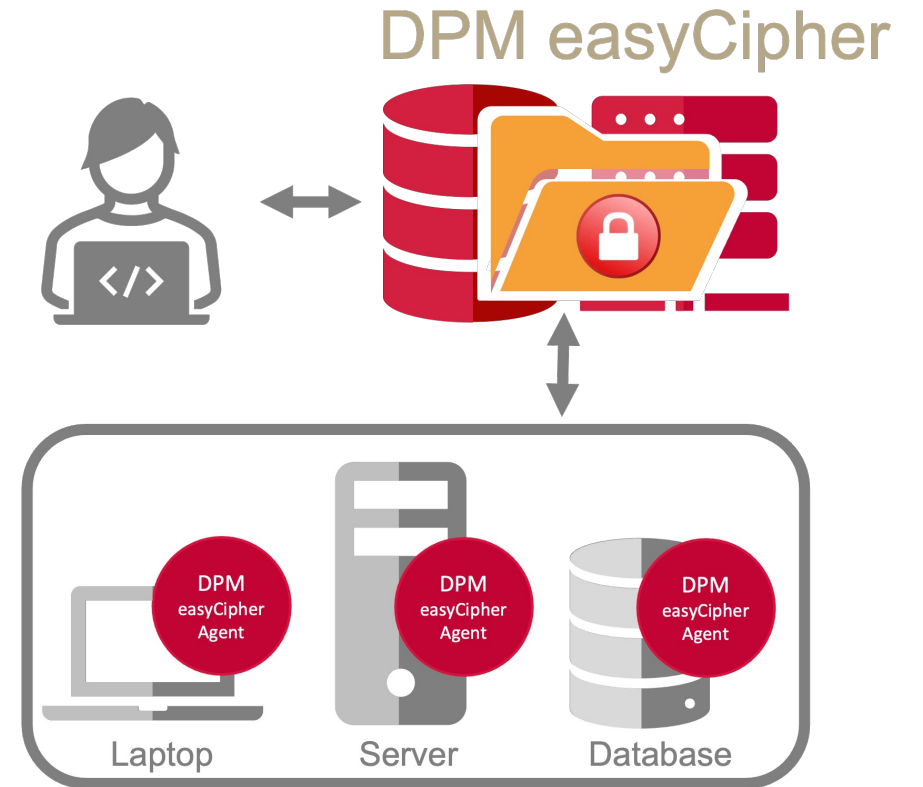 DPM easyCipher
</>
DPM
easyCipher
Agent
DPM
easyCipher
Agent
DPM
easyCipher
Agent
Laptop
Server
Database